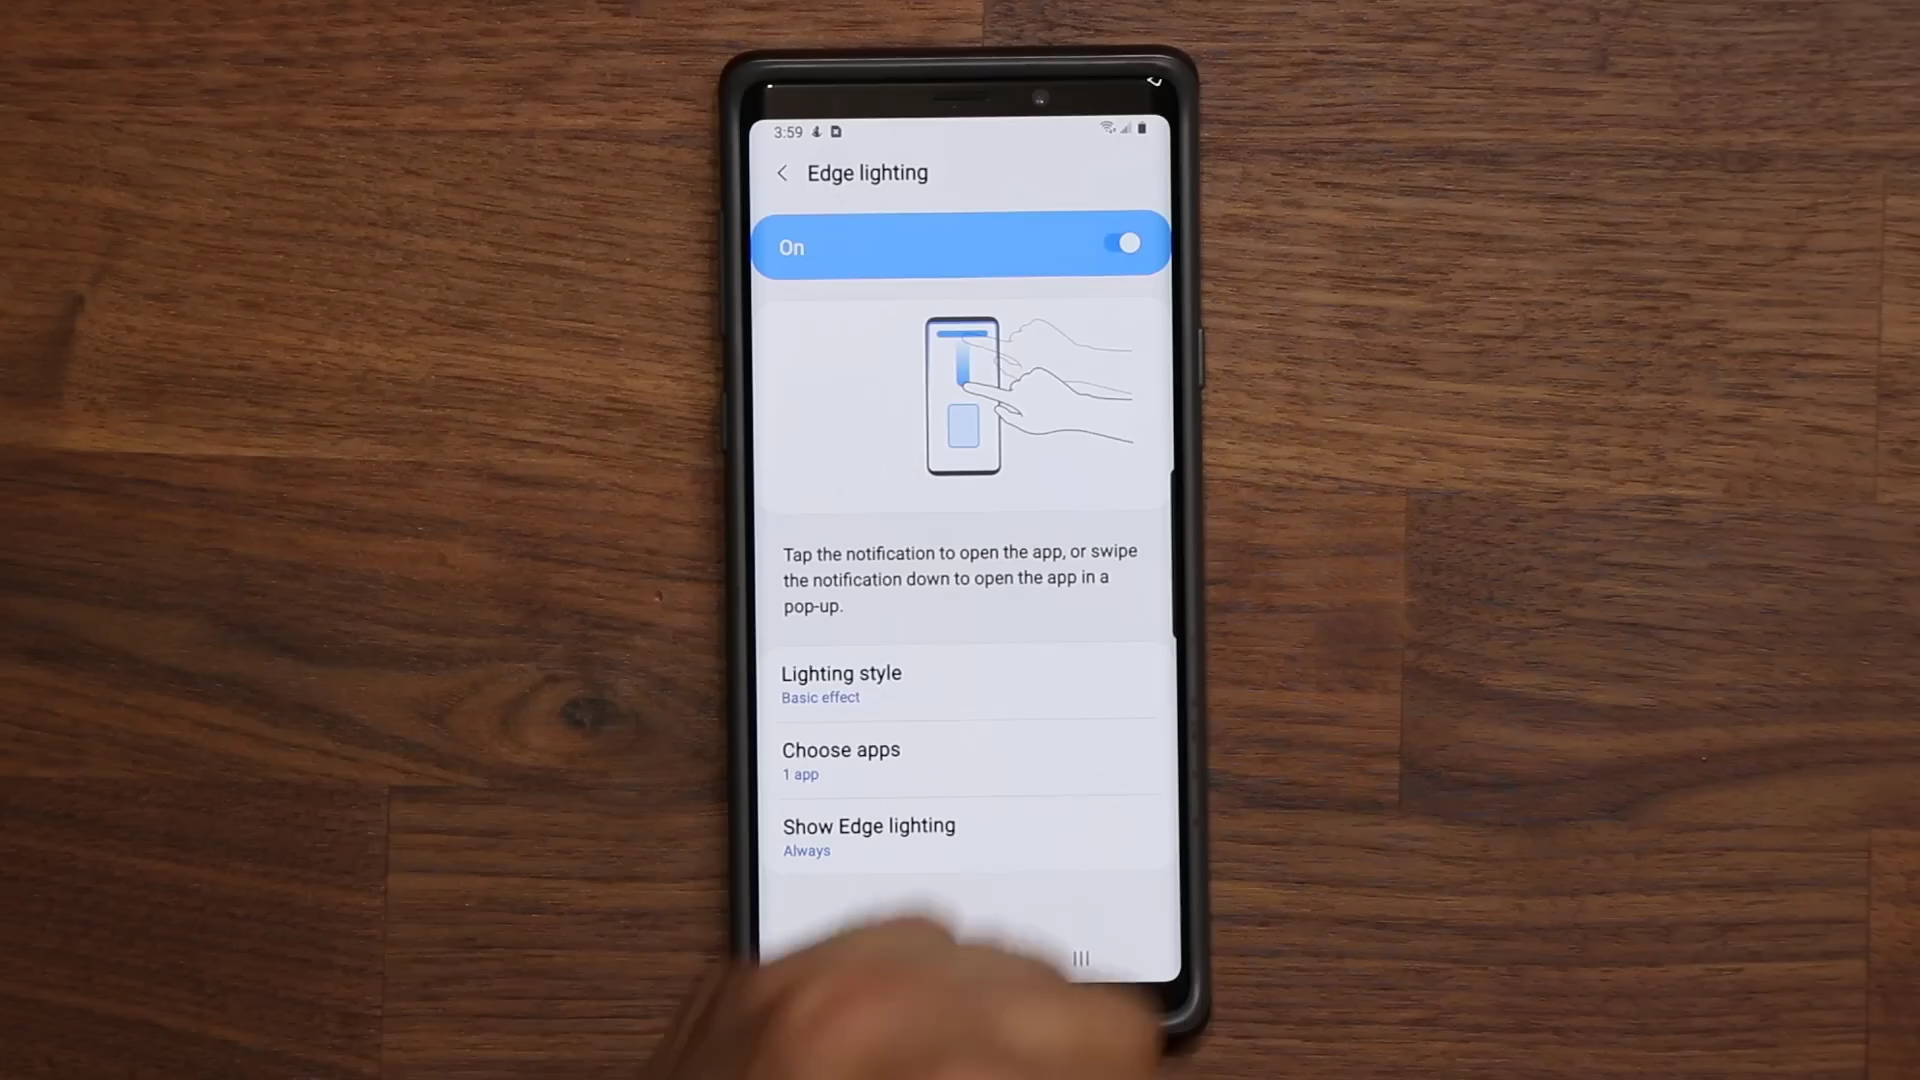 3:59
Edge lighting
On
Tap the notification to open the app, or swipe
the notification down to open the app in a
pop-up.
Lighting style
Basic effect
Choose apps
1 app
Show Edge lighting
Always